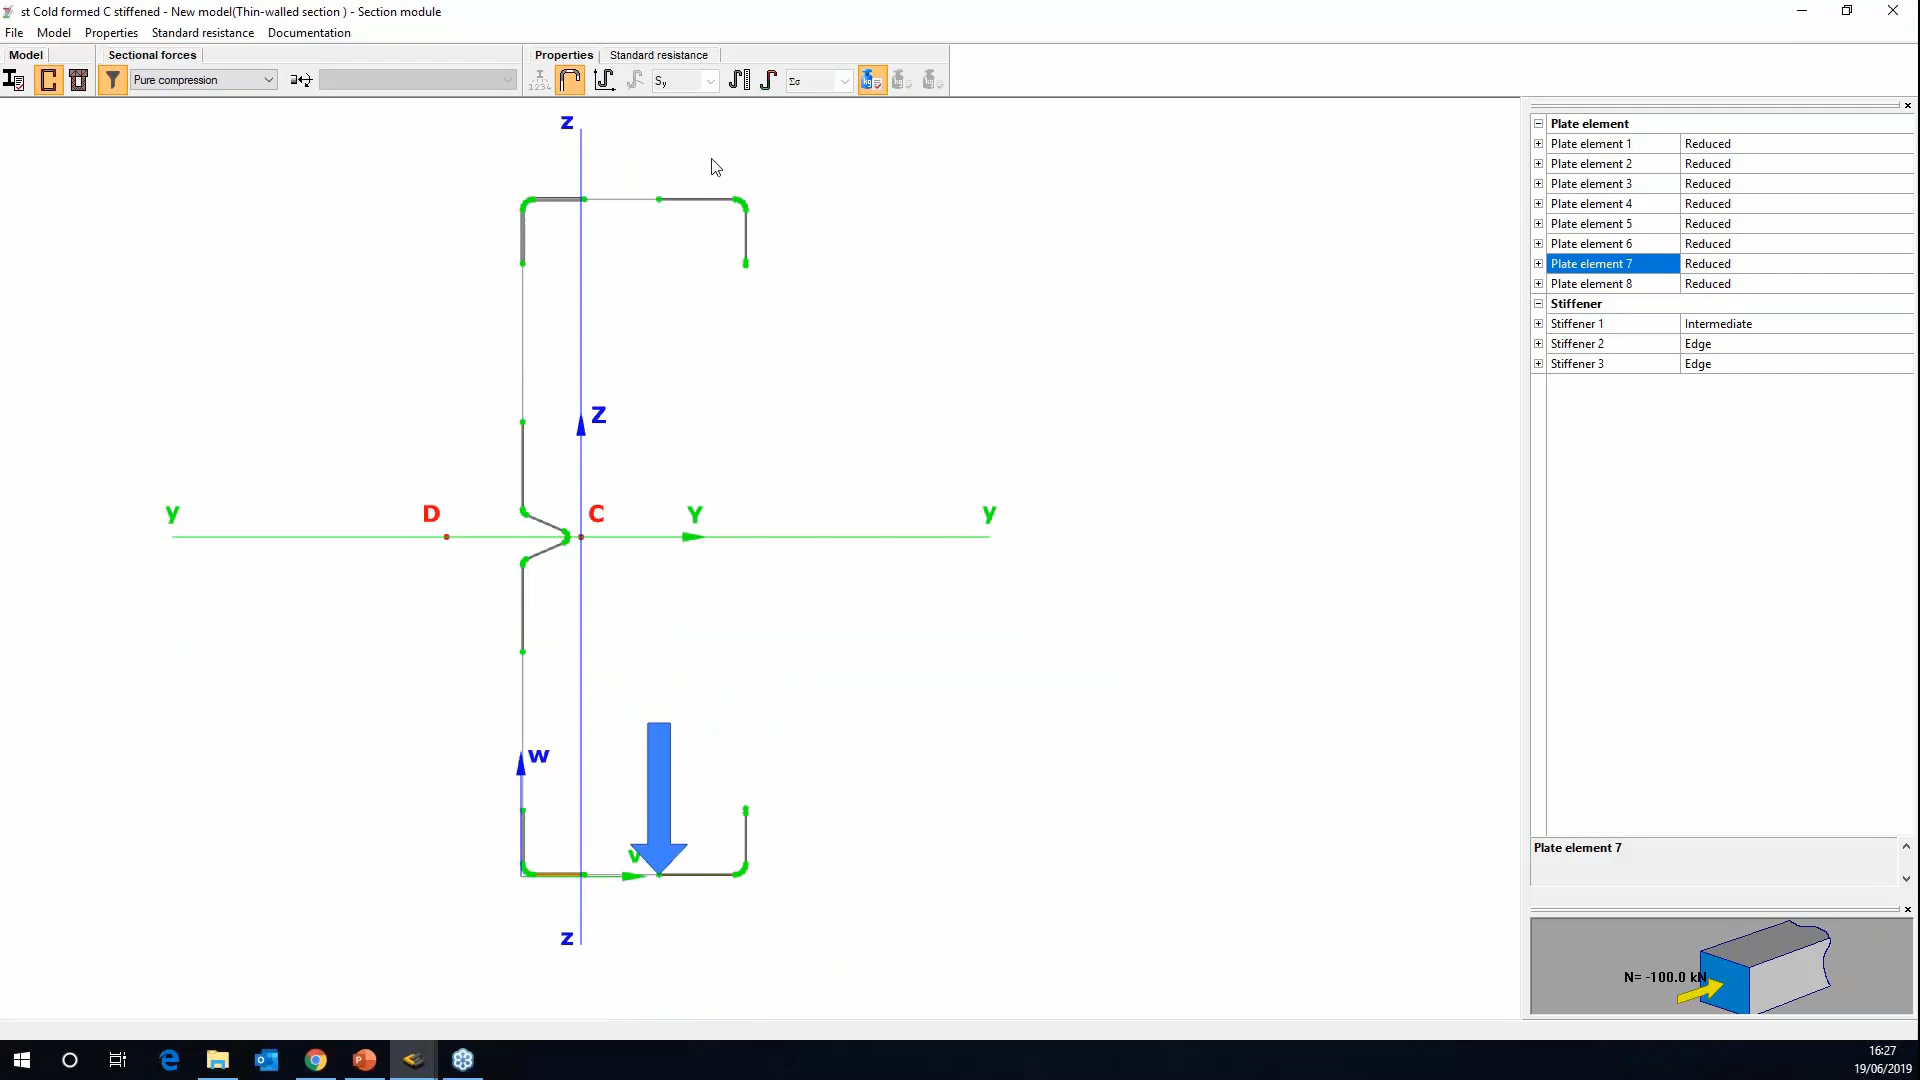 st Cold formed C stiffened - New model(Thin-walled section ) - Section module
File Model Properties Standard resistance Documentation
Model Sectional forces Properties Standard resistance
Pure compression
1234
Sy
Σσ
z
Z
y
D
C
Y
y
w
v
z
Plate element
Plate element 1 Reduced
Plate element 2 Reduced
Plate element 3 Reduced
Plate element 4 Reduced
Plate element 5 Reduced
Plate element 6 Reduced
Plate element 7 Reduced
Plate element 8 Reduced
Stiffener
Stiffener 1 Intermediate
Stiffener 2 Edge
Stiffener 3 Edge
Plate element 7
N= -100.0 kN
16:27
19/06/2019